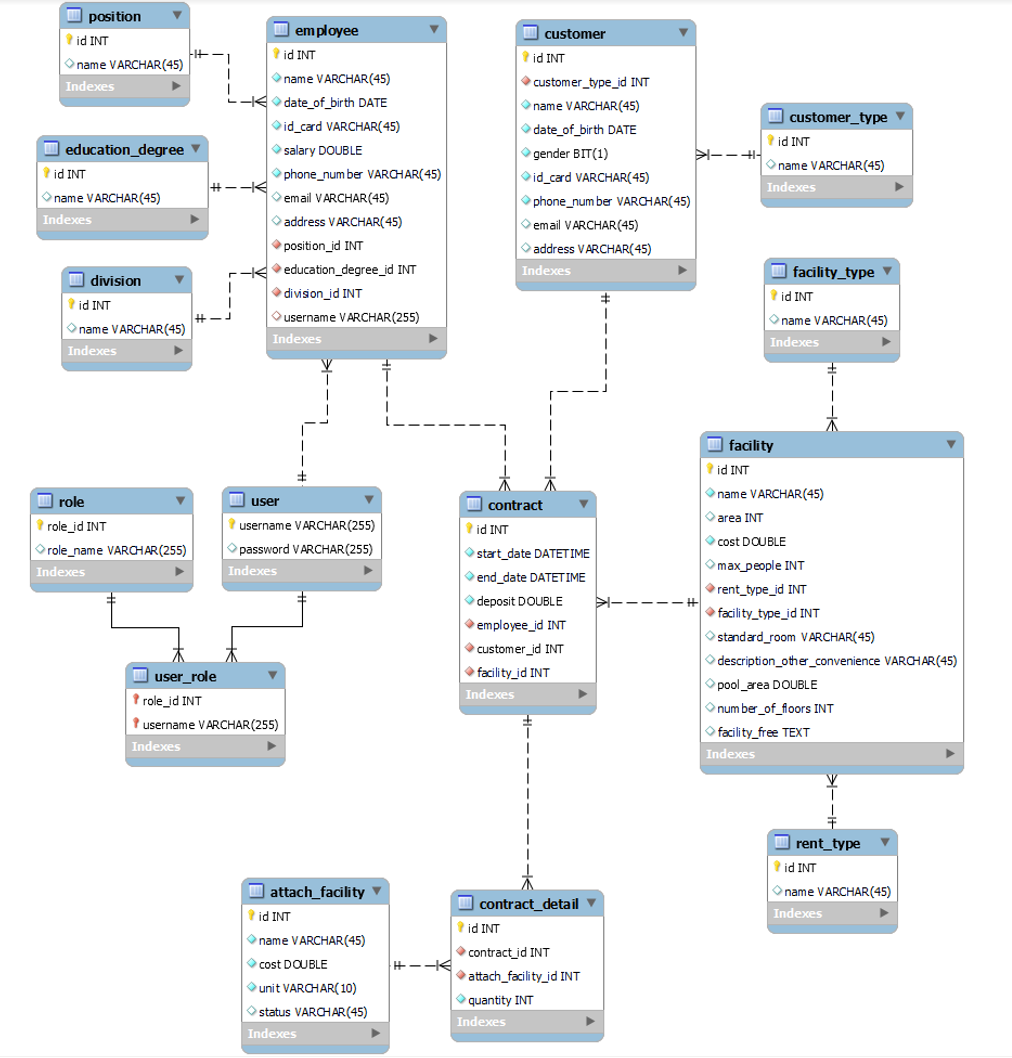 position
id INT
name VARCHAR(45)
Indexes
employee
id INT
name VARCHAR(45)
date_of_birth DATE
id_card VARCHAR(45)
salary DOUBLE
phone_number VARCHAR(45)
email VARCHAR(45)
address VARCHAR(45)
position_id INT
education_degree_id INT
division_id INT
username VARCHAR(255)
Indexes
customer
id INT
customer_type_id INT
name VARCHAR(45)
date_of_birth DATE
gender BIT(1)
id_card VARCHAR(45)
phone_number VARCHAR(45)
email VARCHAR(45)
address VARCHAR(45)
Indexes
customer_type
id INT
name VARCHAR(45)
Indexes
education_degree
id INT
name VARCHAR(45)
Indexes
division
id INT
name VARCHAR(45)
Indexes
facility_type
id INT
name VARCHAR(45)
Indexes
role
role_id INT
role_name VARCHAR(255)
Indexes
user
username VARCHAR(255)
password VARCHAR(255)
Indexes
contract
id INT
start_date DATETIME
end_date DATETIME
deposit DOUBLE
employee_id INT
customer_id INT
facility_id INT
Indexes
facility
id INT
name VARCHAR(45)
area INT
cost DOUBLE
max_people INT
rent_type_id INT
facility_type_id INT
standard_room VARCHAR(45)
description_other_convenience VARCHAR(45)
pool_area DOUBLE
number_of_floors INT
facility_free TEXT
Indexes
user_role
role_id INT
username VARCHAR(255)
Indexes
rent_type
id INT
name VARCHAR(45)
Indexes
attach_facility
id INT
name VARCHAR(45)
cost DOUBLE
unit VARCHAR(10)
status VARCHAR(45)
Indexes
contract_detail
id INT
contract_id INT
attach_facility_id INT
quantity INT
Indexes